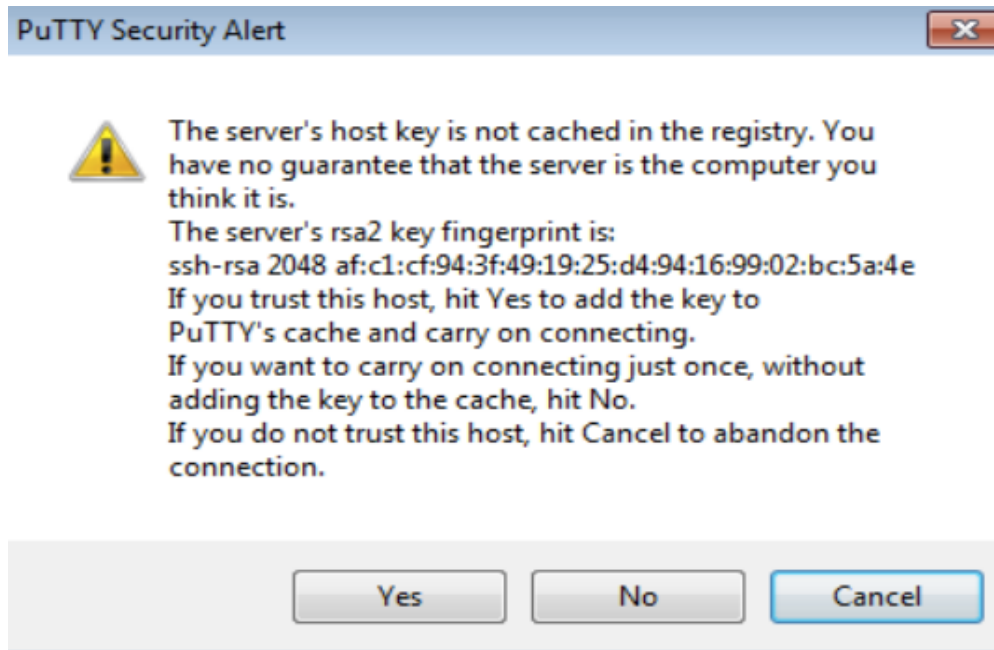 PuTTY Security Alert
The server's host key is not cached in the registry. You
have no guarantee that the server is the computer you
think it is.
The server's rsa2 key fingerprint is:
ssh-rsa 2048 af:c1:cf:94:3f:49:19:25:d4:94:16:99:02:bc:5a:4e
If you trust this host, hit Yes to add the key to
PuTTY's cache and carry on connecting.
If you want to carry on connecting just once, without
adding the key to the cache, hit No.
If you do not trust this host, hit Cancel to abandon the
connection.
Yes No Cancel